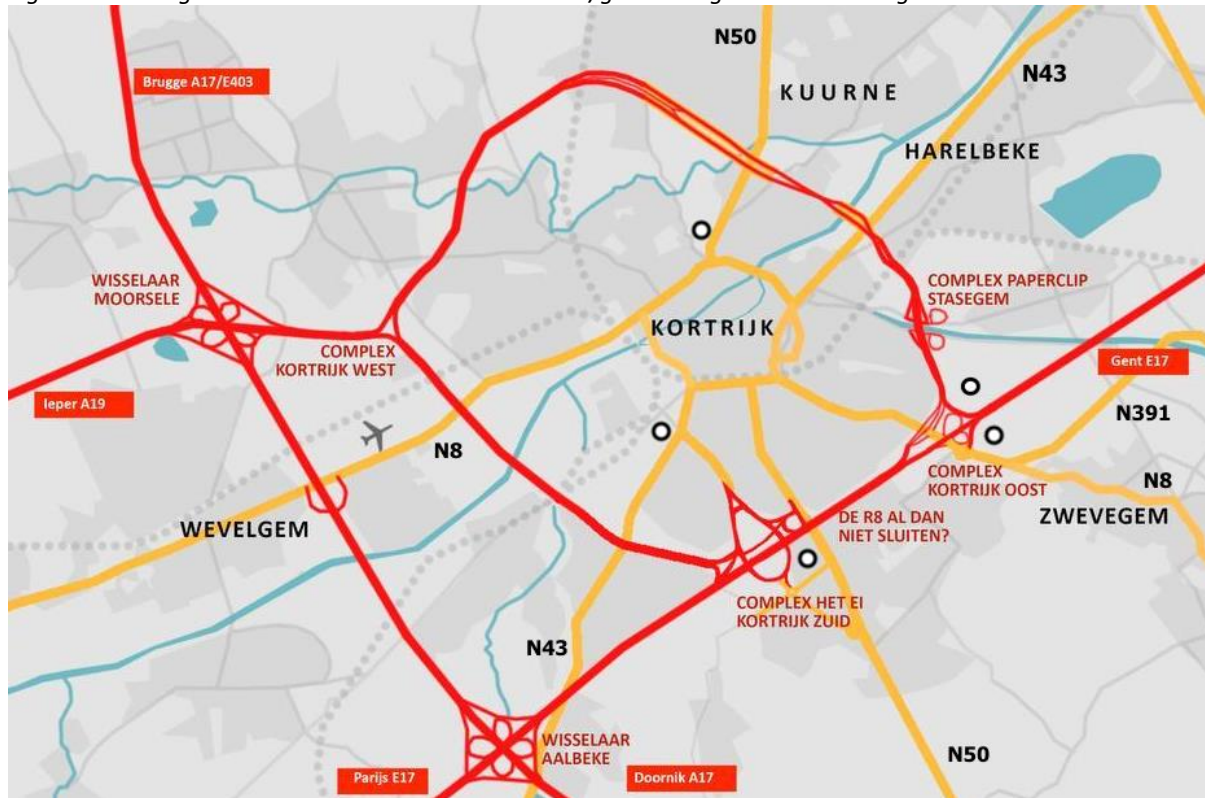 N50
N43
Brugge A17/E403
KUURNE
HARELBEKE
WISSELAAR
MOORSELE
COMPLEX PAPERCLIP
STASEGEM
KORTRIJK
COMPLEX
KORTRIJK WEST
Gent E17
Ieper A19
N391
N8
COMPLEX
KORTRIJK OOST
N8
WEVELGEM
DE R8 AL DAN
NIET SLUITEN?
ZWEVEGEM
COMPLEX HET EI
KORTRIJK ZUID
N43
WISSELAAR
AALBEKE
N50
Parijs E17
Doornik A17